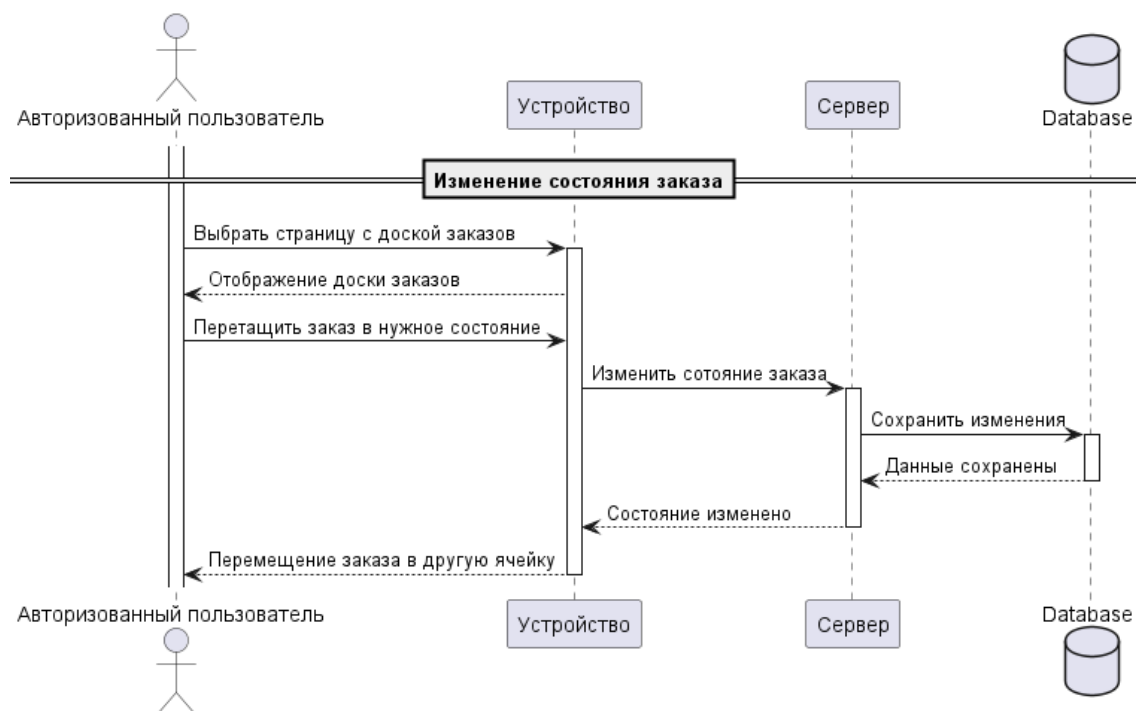 Авторизованный пользователь
Устройство
Сервер
Database
Изменение состояния заказа
Выбрать страницу с доской заказов
Отображение доски заказов
Перетащить заказ в нужное состояние
Изменить сотояние заказа
Сохранить изменения
Данные сохранены
Состояние изменено
Перемещение заказа в другую ячейку
Авторизованный пользователь
Устройство
Сервер
Database